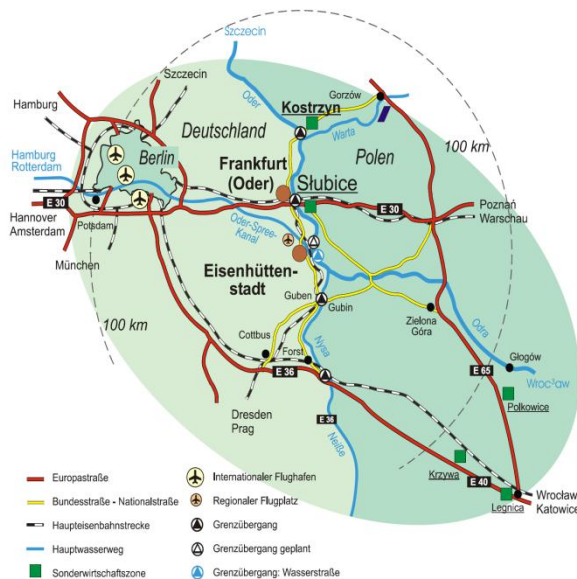 Szczecin
Szczecin
Hamburg
Oder
Gorzów
Kostrzyn
Deutschland
Warta
100 km
Hamburg
Rotterdam
Berlin
Polen
Frankfurt
(Oder)
Słubice
E 30
E 30
Poznań
Warschau
Hannover
Amsterdam
Potsdam
Oder-Spree-
Kanal
München
Eisenhütten-
stadt
Guben
Gubin
100 km
Zielona
Góra
Odra
Cottbus
Forst
Nysa
Głogów
E 36
E 65
Wroc³aw
Dresden
Prag
E 36
Polkowice
Neiße
Krzywa
E 40
Legnica
Wrocław
Katowice
Europastraße
Bundesstraße - Nationalstraße
Haupteisenbahnstrecke
Hauptwasserweg
Sonderwirtschaftszone
Internationaler Flughafen
Regionaler Flugplatz
Grenzübergang
Grenzübergang geplant
Grenzübergang: Wasserstraße